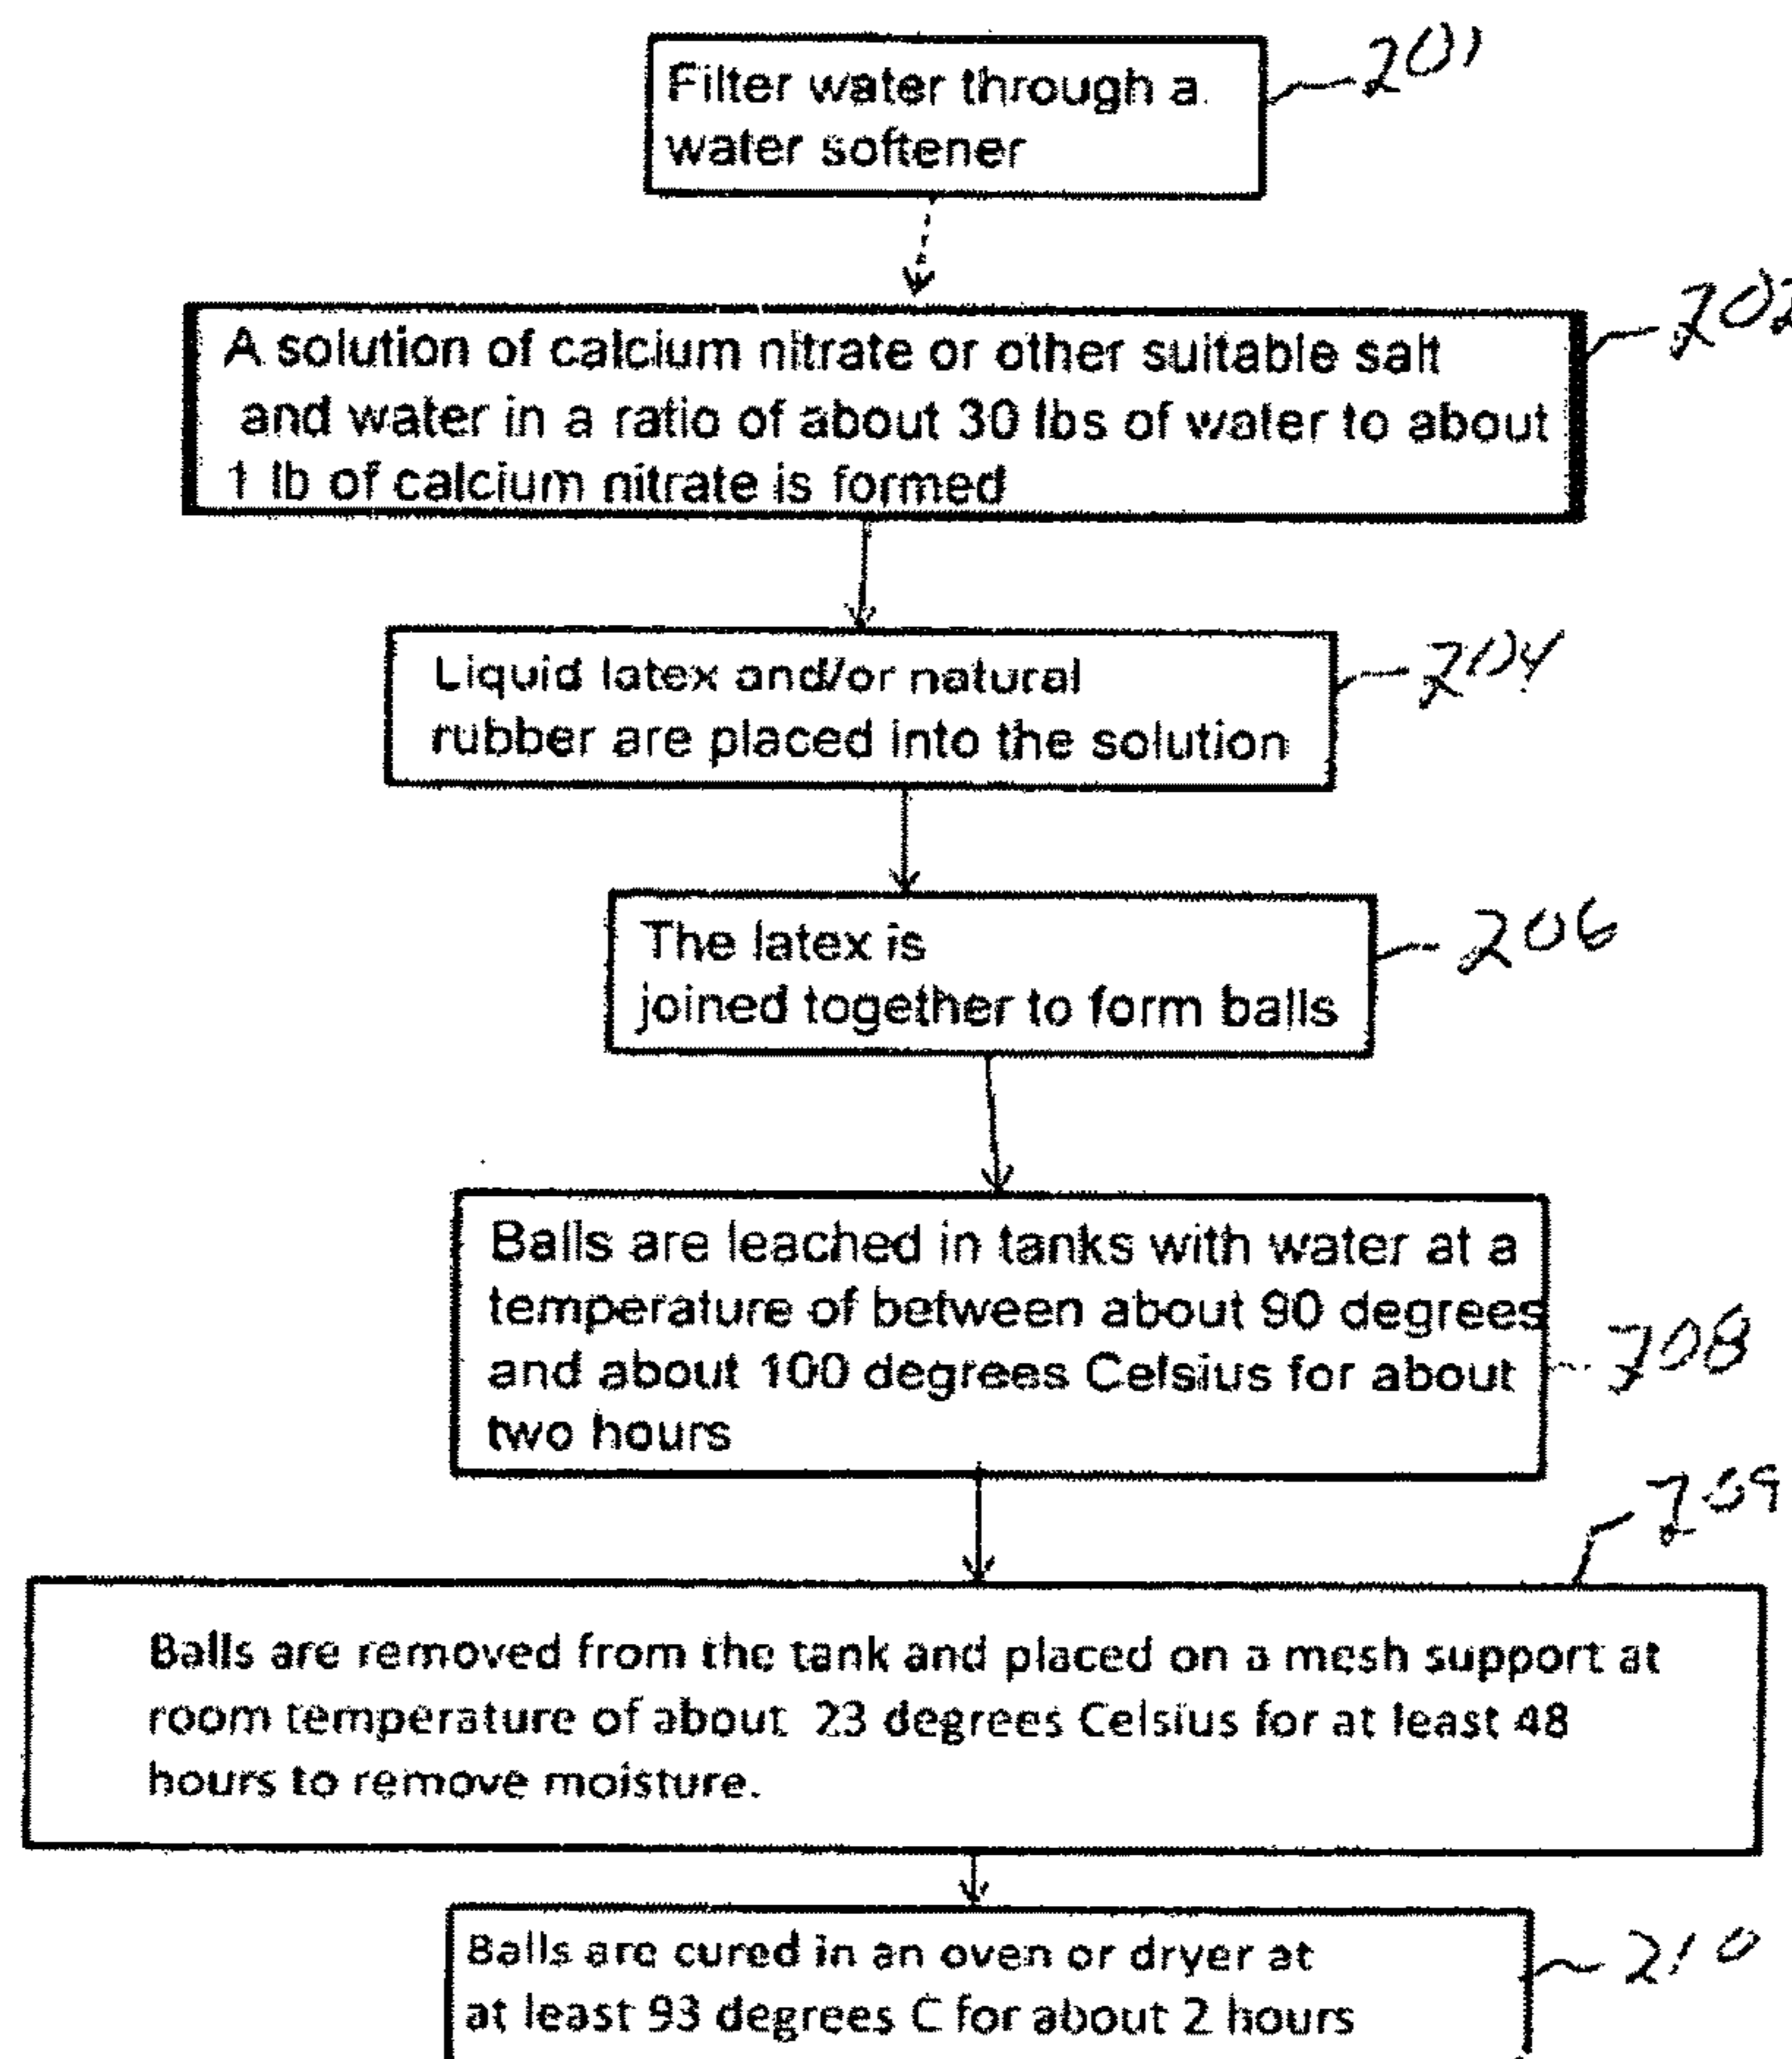 Filter water through a
water softener
201
A solution of calcium nitrate or other suitable salt
and water in a ratio of about 30 lbs of water to about
1 lb of calcium nitrate is formed
202
Liquid latex and/or natural
rubber are placed into the solution
204
The latex is
joined together to form balls
206
Balls are leached in tanks with water at a
temperature of between about 90 degrees
and about 100 degrees Celsius for about
two hours
208
209
Balls are removed from the tank and placed on a mesh support at
room temperature of about 23 degrees Celsius for at least 48
hours to remove moisture.
Balls are cured in an oven or dryer at
at least 93 degrees C for about 2 hours
210